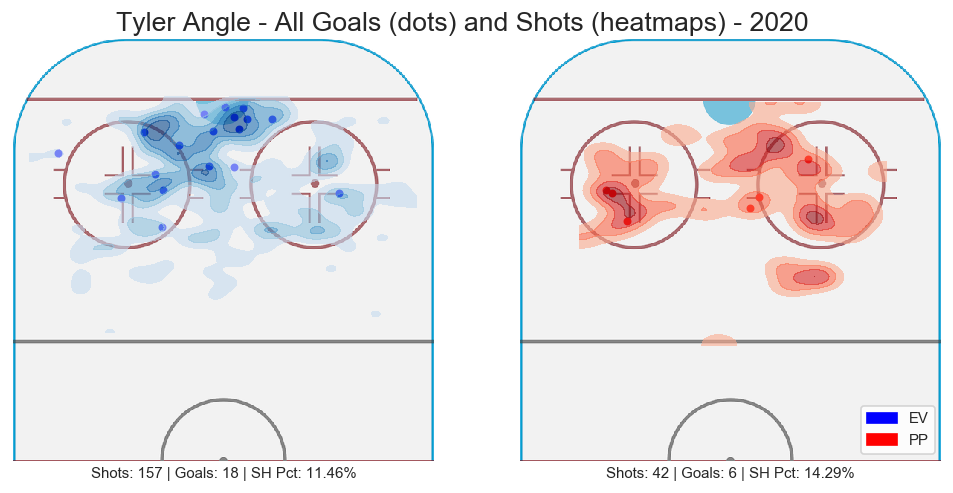 Tyler Angle - All Goals (dots) and Shots (heatmaps) - 2020
EV
PP
Shots: 157 | Goals: 18 | SH Pct: 11.46%
Shots: 42 | Goals: 6 | SH Pct: 14.29%